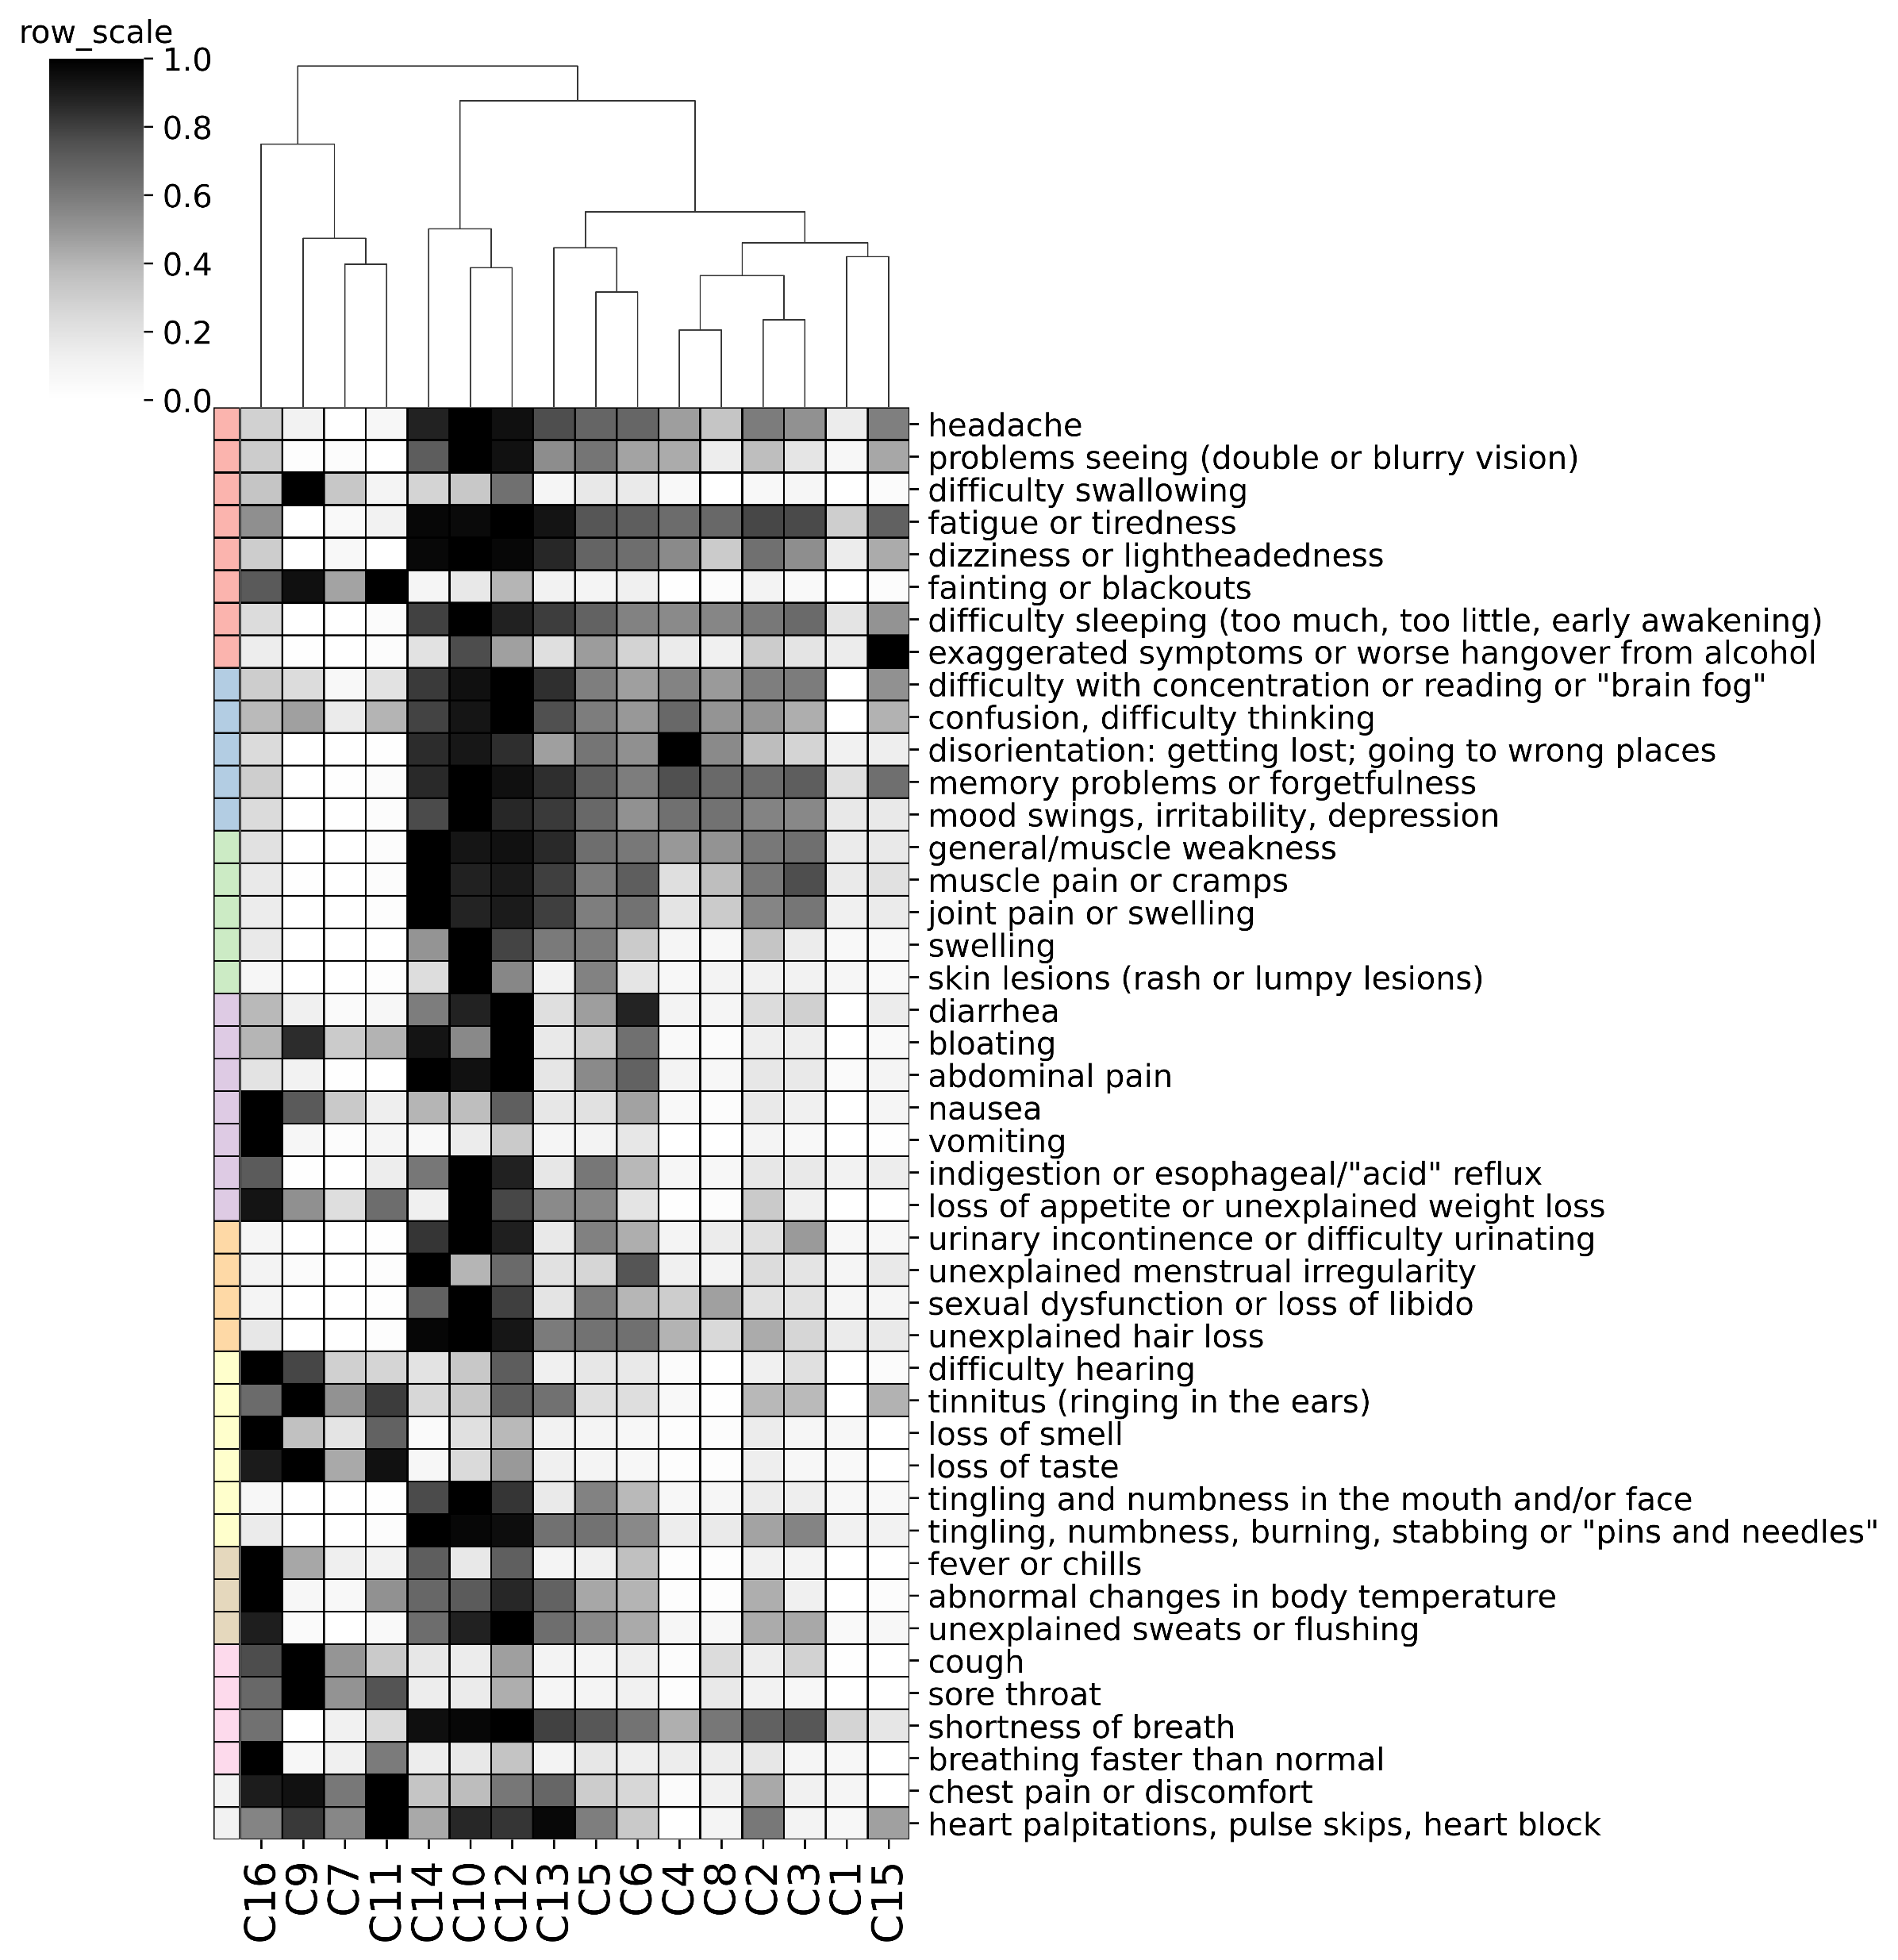 row_scale
1.0
0.8
0.6
0.4
0.2
0.0
headache
problems seeing (double or blurry vision)
difficulty swallowing
fatigue or tiredness
dizziness or lightheadedness
fainting or blackouts
difficulty sleeping (too much, too little, early awakening)
exaggerated symptoms or worse hangover from alcohol
difficulty with concentration or reading or "brain fog"
confusion, difficulty thinking
disorientation: getting lost; going to wrong places
memory problems or forgetfulness
mood swings, irritability, depression
general/muscle weakness
muscle pain or cramps
joint pain or swelling
swelling
skin lesions (rash or lumpy lesions)
diarrhea
bloating
abdominal pain
nausea
vomiting
indigestion or esophageal/"acid" reflux
loss of appetite or unexplained weight loss
urinary incontinence or difficulty urinating
unexplained menstrual irregularity
sexual dysfunction or loss of libido
unexplained hair loss
difficulty hearing
tinnitus (ringing in the ears)
loss of smell
loss of taste
tingling and numbness in the mouth and/or face
tingling, numbness, burning, stabbing or "pins and needles"
fever or chills
abnormal changes in body temperature
unexplained sweats or flushing
cough
sore throat
shortness of breath
breathing faster than normal
chest pain or discomfort
heart palpitations, pulse skips, heart block
C16
C9
C7
C11
C14
C10
C12
C13
C5
C6
C4
C8
C2
C3
C1
C15